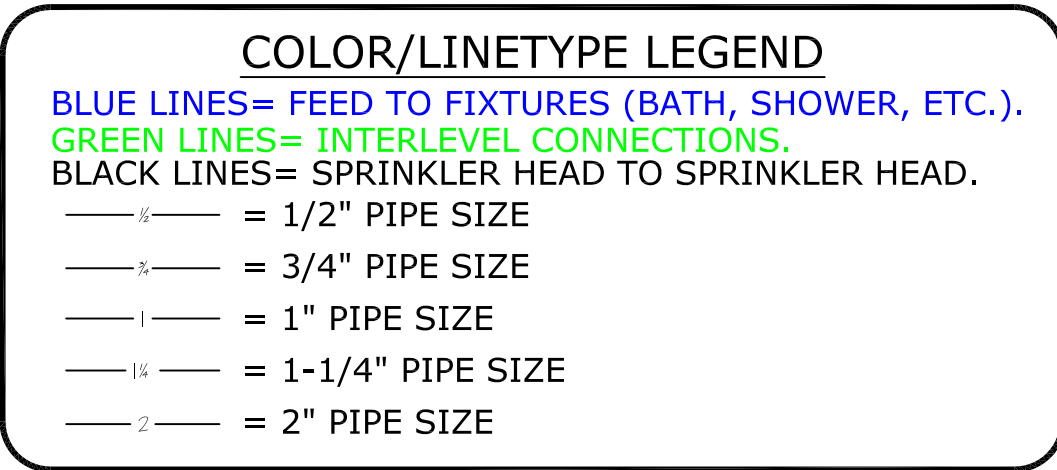 COLOR/LINETYPE LEGEND
BLUE LINES= FEED TO FIXTURES (BATH, SHOWER, ETC.).
GREEN LINES= INTERLEVEL CONNECTIONS.
BLACK LINES= SPRINKLER HEAD TO SPRINKLER HEAD.
½ = 1/2" PIPE SIZE
¾ = 3/4" PIPE SIZE
1 = 1" PIPE SIZE
1¼ = 1-1/4" PIPE SIZE
2 = 2" PIPE SIZE